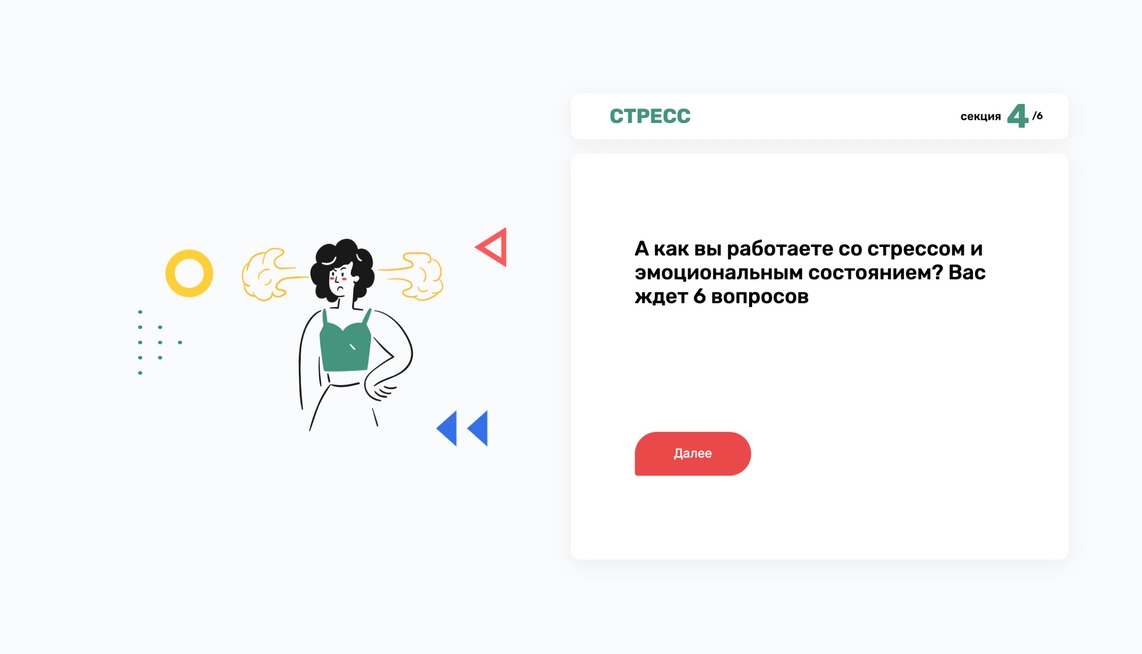 СТРЕСС
секция 4 /6
А как вы работаете со стрессом и
эмоциональным состоянием? Вас
ждет 6 вопросов
Далее